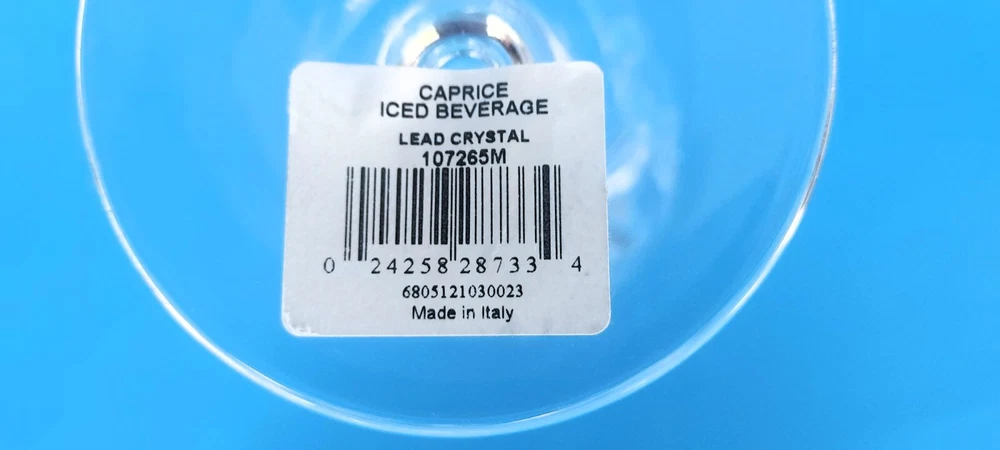 CAPRICE
ICED BEVERAGE
LEAD CRYSTAL
107265M
0 24258 28733 4
6805121030023
Made in Italy